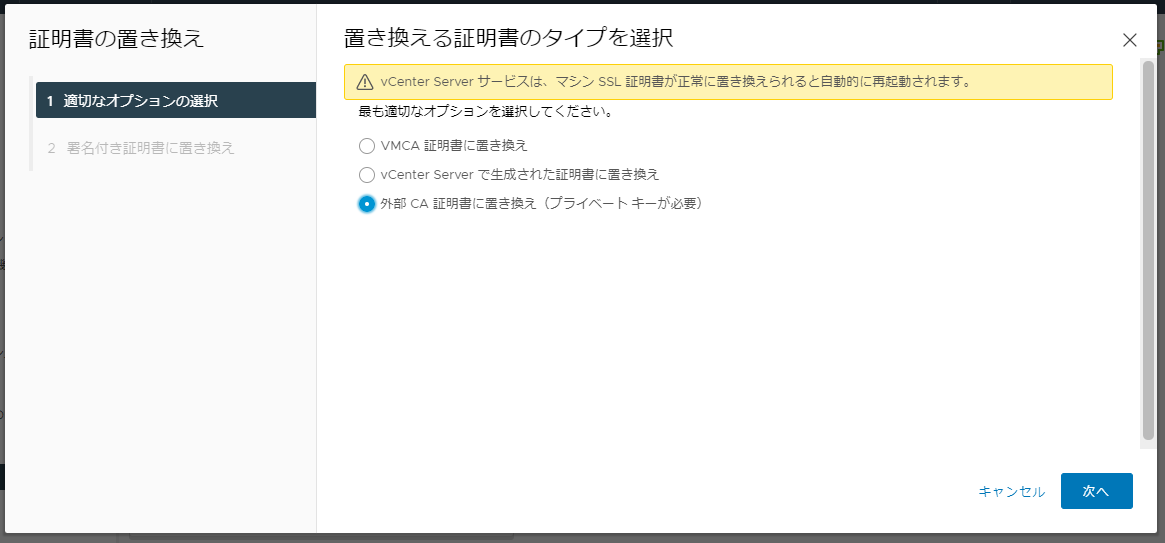 証明書の置き換え
1 適切なオプションの選択
2 署名付き証明書に置き換え
置き換える証明書のタイプを選択
vCenter Server サービスは、マシン SSL 証明書が正常に置き換えられると自動的に再起動されます。
最も適切なオプションを選択してください。
VMCA 証明書に置き換え
vCenter Server で生成された証明書に置き換え
外部 CA 証明書に置き換え（プライベート キーが必要）
キャンセル
次へ